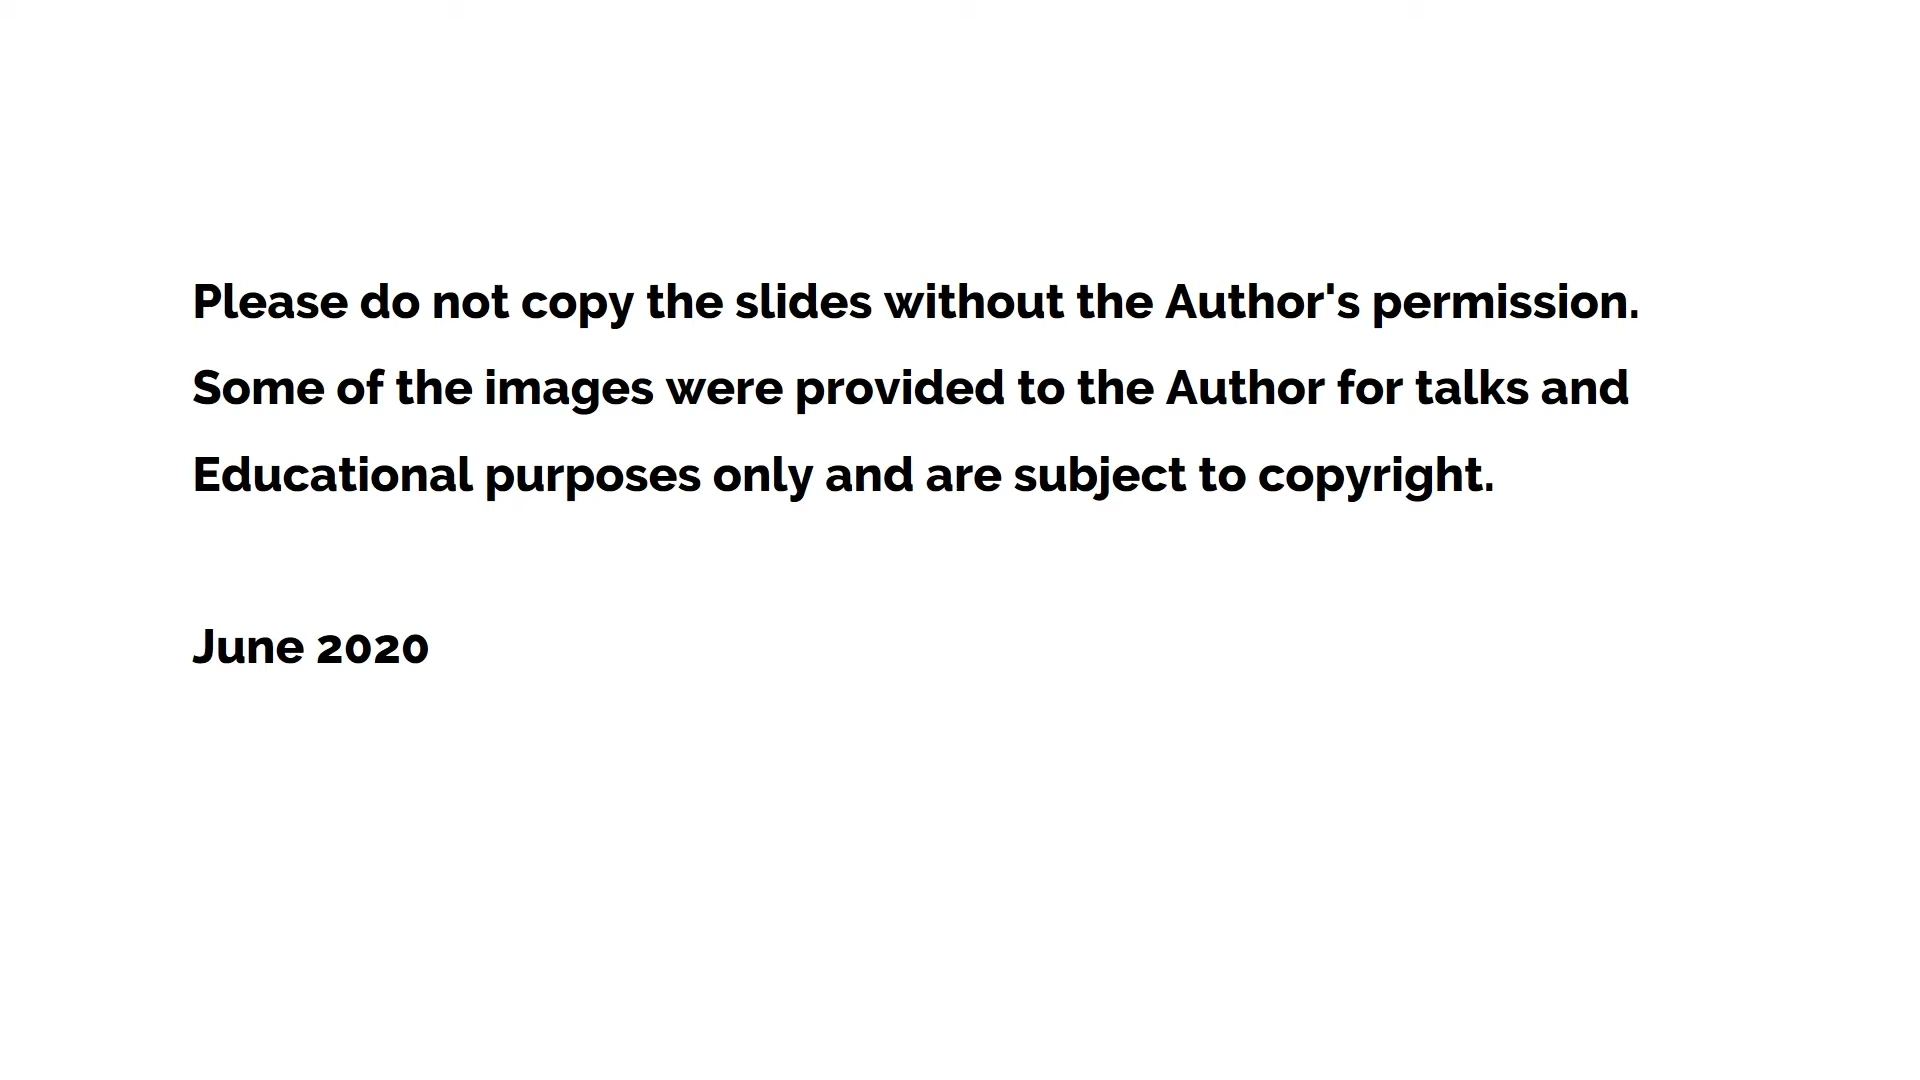 Please do not copy the slides without the Author's permission.
Some of the images were provided to the Author for talks and
Educational purposes only and are subject to copyright.
June 2020